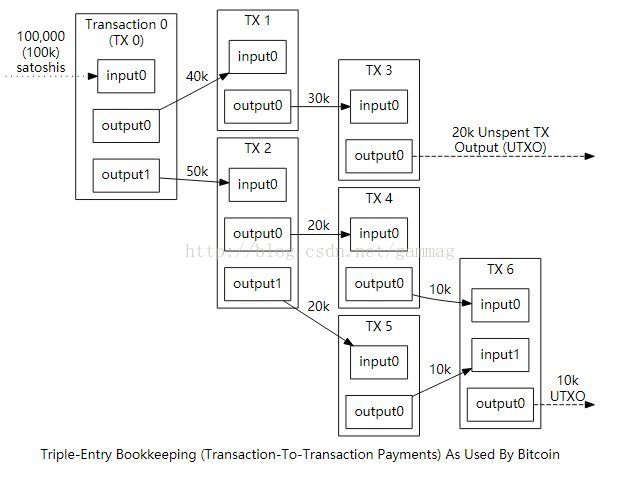 100,000
(100k)
satoshis
Transaction 0
(TX 0)
input0
output0
output1
40k
50k
TX 1
input0
output0
30k
TX 2
input0
output0
output1
20k
20k
TX 3
input0
output0
20k Unspent TX
Output (UTXO)
TX 4
input0
output0
10k
TX 5
input0
output0
10k
TX 6
input0
input1
output0
10k
UTXO
http://blog.csdn.net/ganmag
Triple-Entry Bookkeeping (Transaction-To-Transaction Payments) As Used By Bitcoin